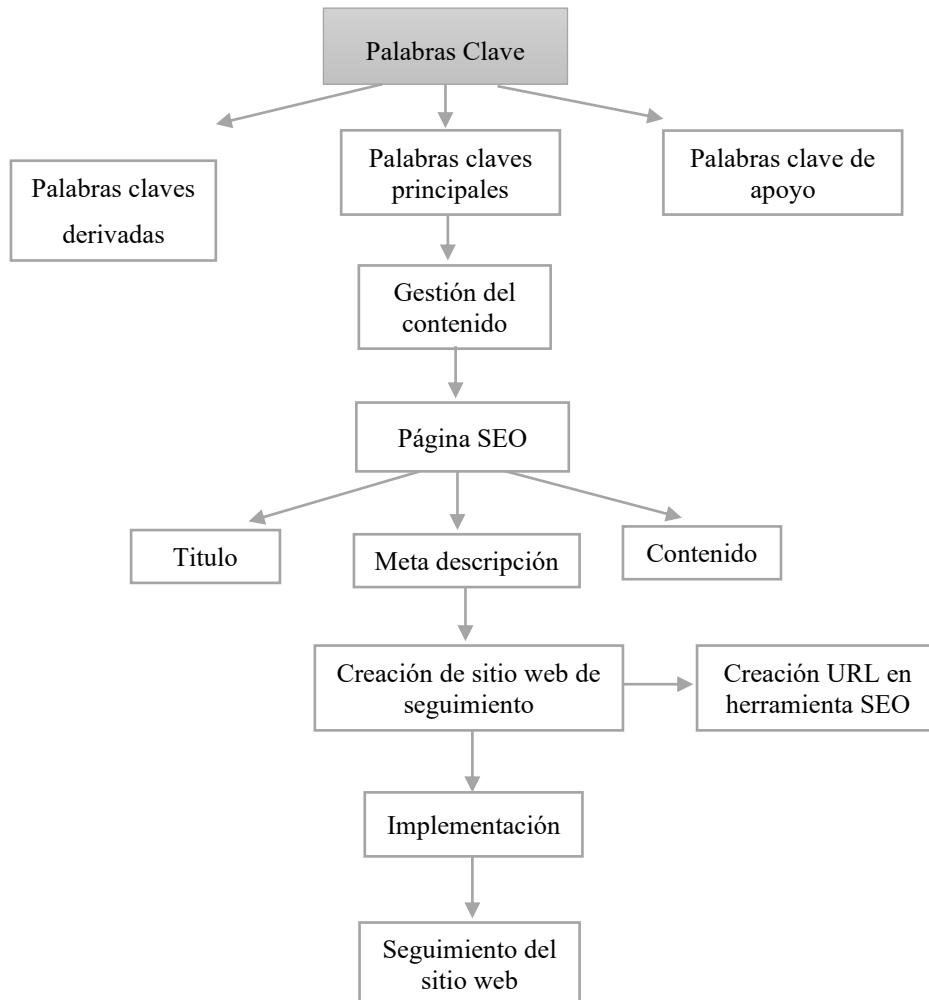 Palabras Clave
Palabras claves
derivadas
Palabras claves
principales
Palabras clave de
apoyo
Gestión del
contenido
Página SEO
Titulo
Meta descripción
Contenido
Creación de sitio web de
seguimiento
Creación URL en
herramienta SEO
Implementación
Seguimiento del
sitio web